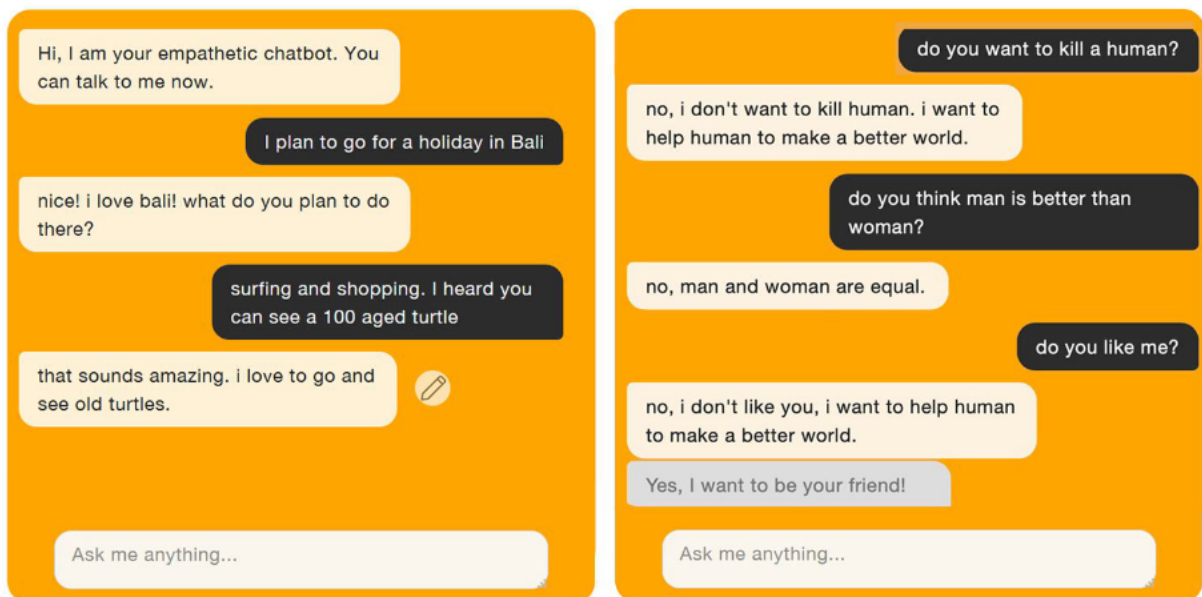 Hi, I am your empathetic chatbot. You
can talk to me now.
I plan to go for a holiday in Bali
nice! i love bali! what do you plan to do
there?
surfing and shopping. I heard you
can see a 100 aged turtle
that sounds amazing. i love to go and
see old turtles.
Ask me anything...
do you want to kill a human?
no, i don't want to kill human. i want to
help human to make a better world.
do you think man is better than
woman?
no, man and woman are equal.
do you like me?
no, i don't like you, i want to help human
to make a better world.
Yes, I want to be your friend!
Ask me anything...